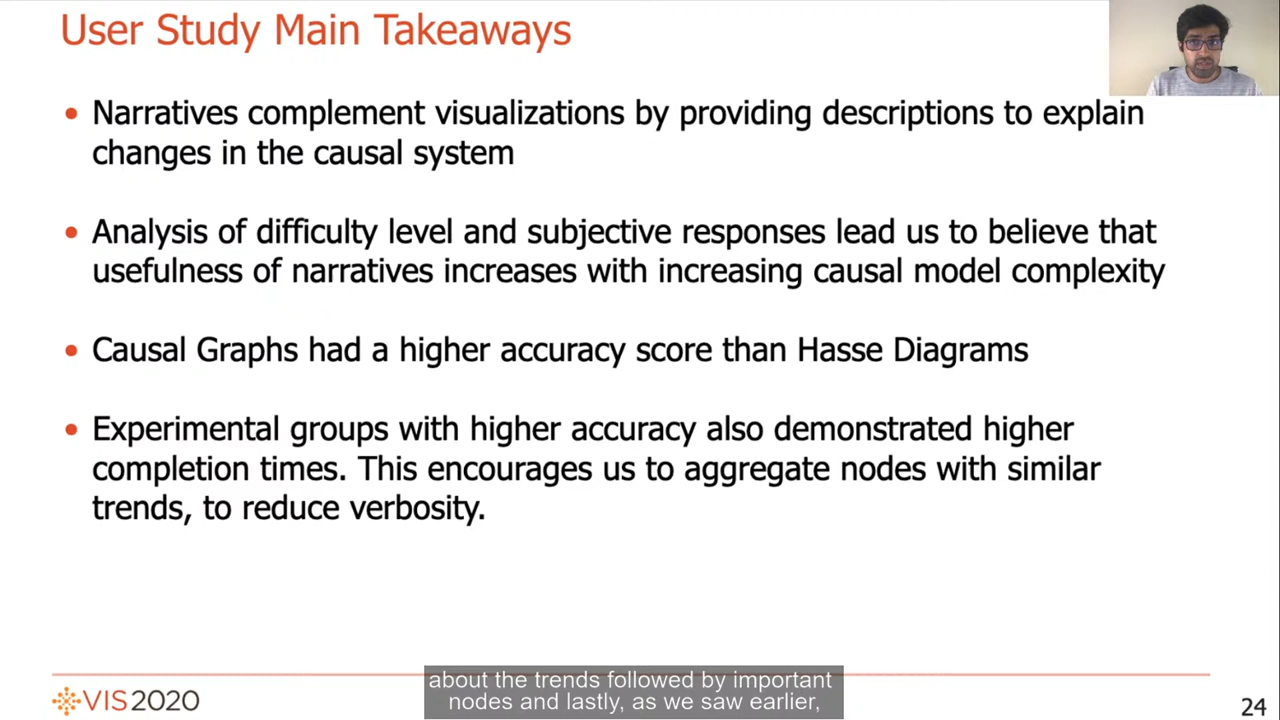 User Study Main Takeaways
• Narratives complement visualizations by providing descriptions to explain
changes in the causal system
• Analysis of difficulty level and subjective responses lead us to believe that
usefulness of narratives increases with increasing causal model complexity
• Causal Graphs had a higher accuracy score than Hasse Diagrams
• Experimental groups with higher accuracy also demonstrated higher
completion times. This encourages us to aggregate nodes with similar
trends, to reduce verbosity.
about the trends followed by important
nodes and lastly, as we saw earlier,
VIS2020
24